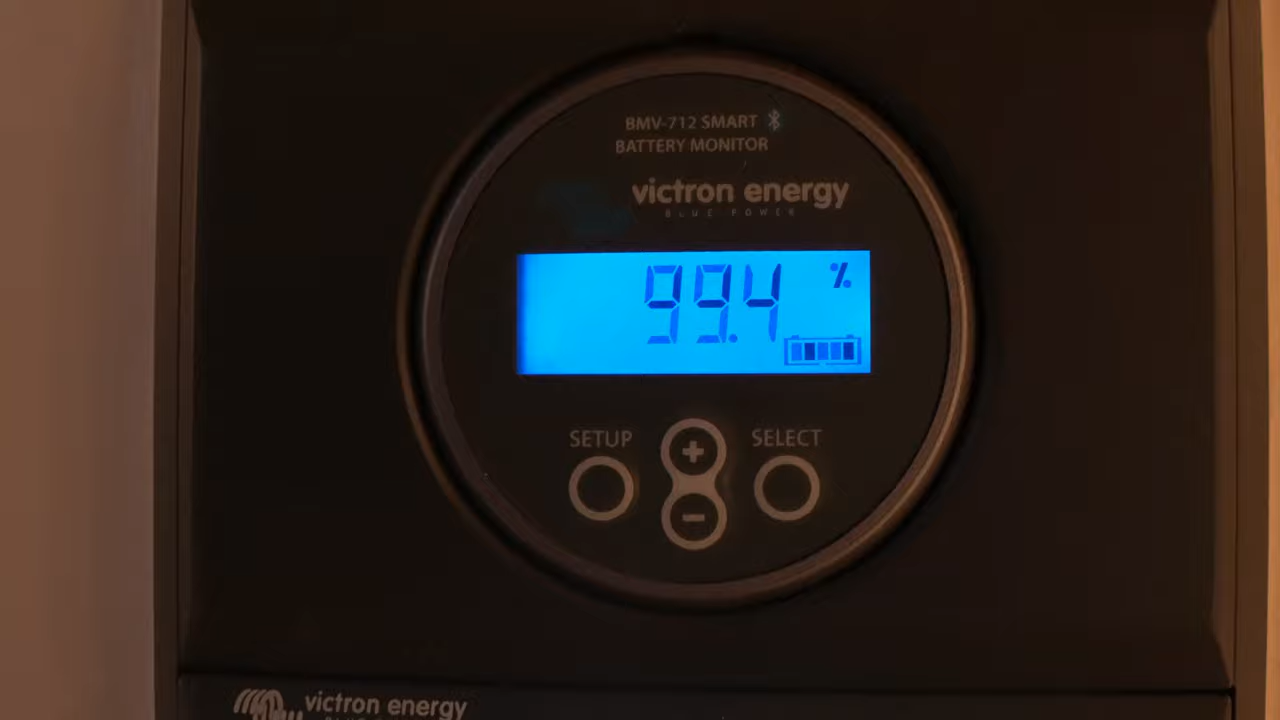 BMV-712 SMART
BATTERY MONITOR
victron energy
BLUE POWER
99.4 %
SETUP
+
SELECT
-
victron energy